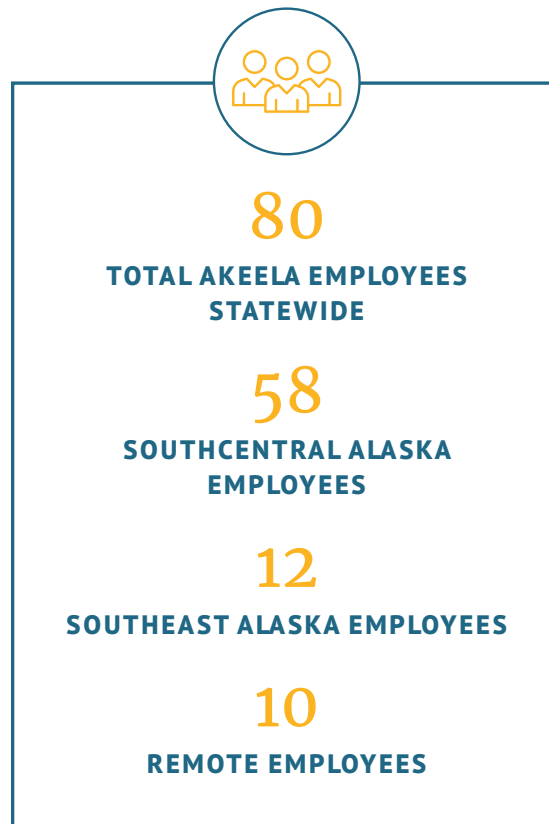 80
TOTAL AKEELA EMPLOYEES
STATEWIDE
58
SOUTHCENTRAL ALASKA
EMPLOYEES
12
SOUTHEAST ALASKA EMPLOYEES
10
REMOTE EMPLOYEES